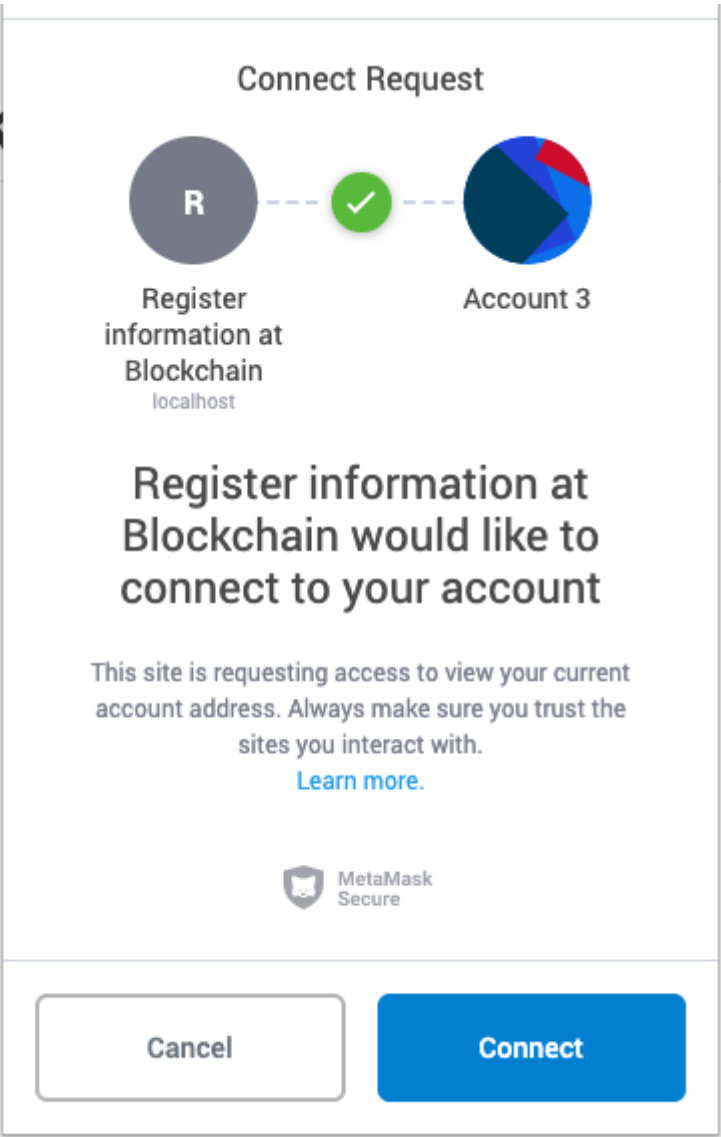 Connect Request
R
Register
information at
Blockchain
localhost
Account 3
Register information at
Blockchain would like to
connect to your account
This site is requesting access to view your current
account address. Always make sure you trust the
sites you interact with.
Learn more.
MetaMask
Secure
Cancel
Connect